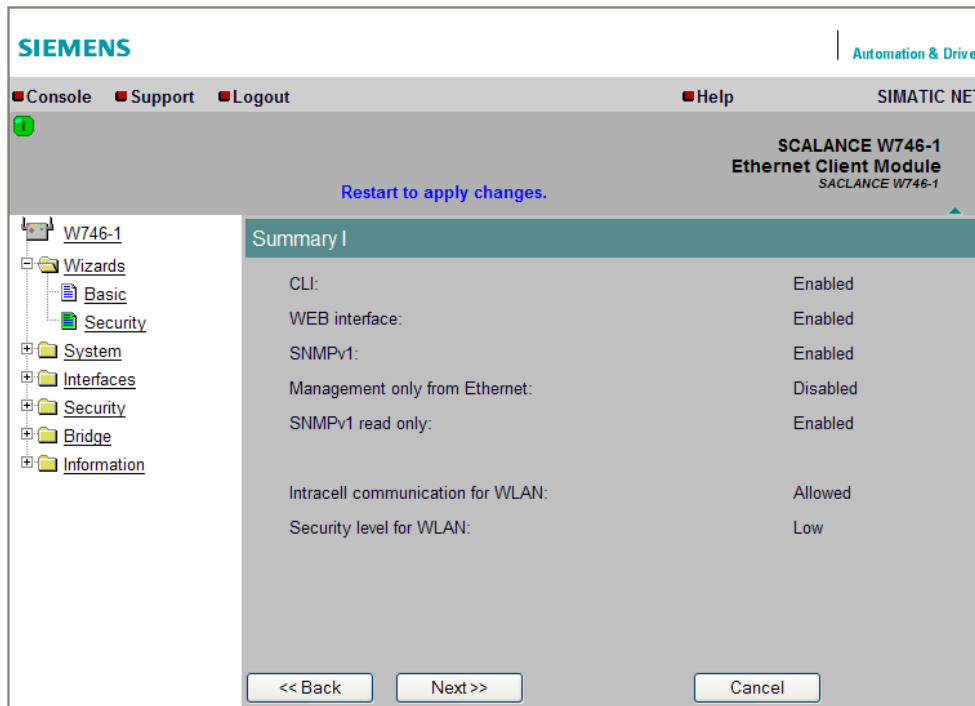 SIEMENS
Automation & Drive
Console Support Logout Help SIMATIC NET
SCALANCE W746-1
Ethernet Client Module
SACLANCE W746-1
Restart to apply changes.
W746-1
Wizards
Basic
Security
System
Interfaces
Security
Bridge
Information
Summary I
CLI: Enabled
WEB interface: Enabled
SNMPv1: Enabled
Management only from Ethernet: Disabled
SNMPv1 read only: Enabled
Intracell communication for WLAN: Allowed
Security level for WLAN: Low
<< Back Next >> Cancel